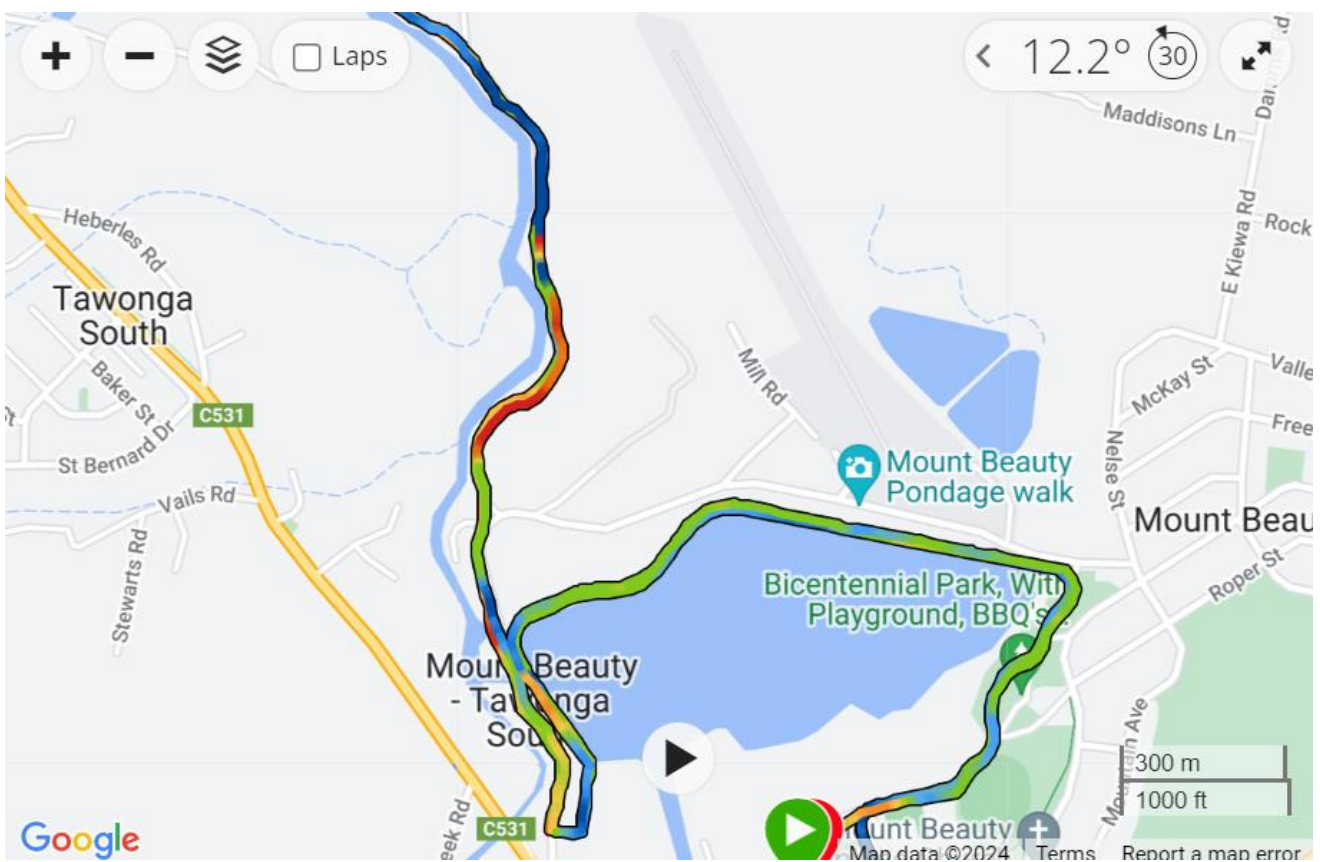 +
−
Laps
12.2°
30
Maddisons Ln
Heberles Rd
E Kiewa Rd
Rock
Tawonga
South
Baker St
C531
St Bernard Dr
Vails Rd
Stewarts Rd
Mill Rd
McKay St
Valle
Free
Nelse St
Mount Beauty
Pondage walk
Mount Beau
Roper St
Bicentennial Park, With
Playground, BBQ's
Mount Beauty
- Tawonga
South
Mountain Ave
300 m
1000 ft
C531
eek Rd
Mount Beauty
Google
Map data ©2024
Terms
Report a map error